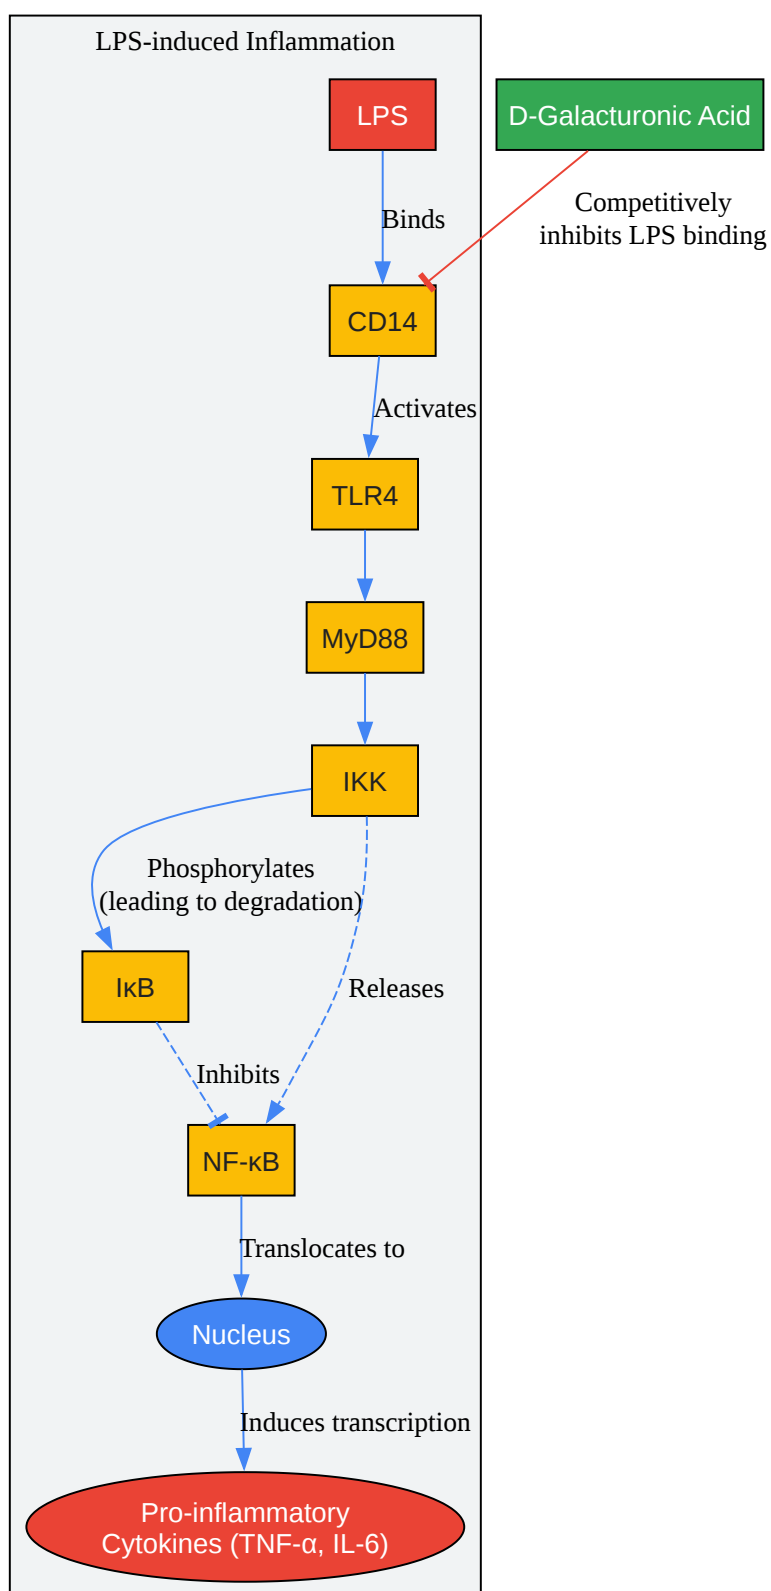 LPS-induced Inflammation
LPS
D-Galacturonic Acid
Competitively
inhibits LPS binding
Binds
CD14
Activates
TLR4
MyD88
IKK
Phosphorylates
(leading to degradation)
IκB
Releases
Inhibits
NF-κB
Translocates to
Nucleus
Induces transcription
Pro-inflammatory
Cytokines (TNF-α, IL-6)